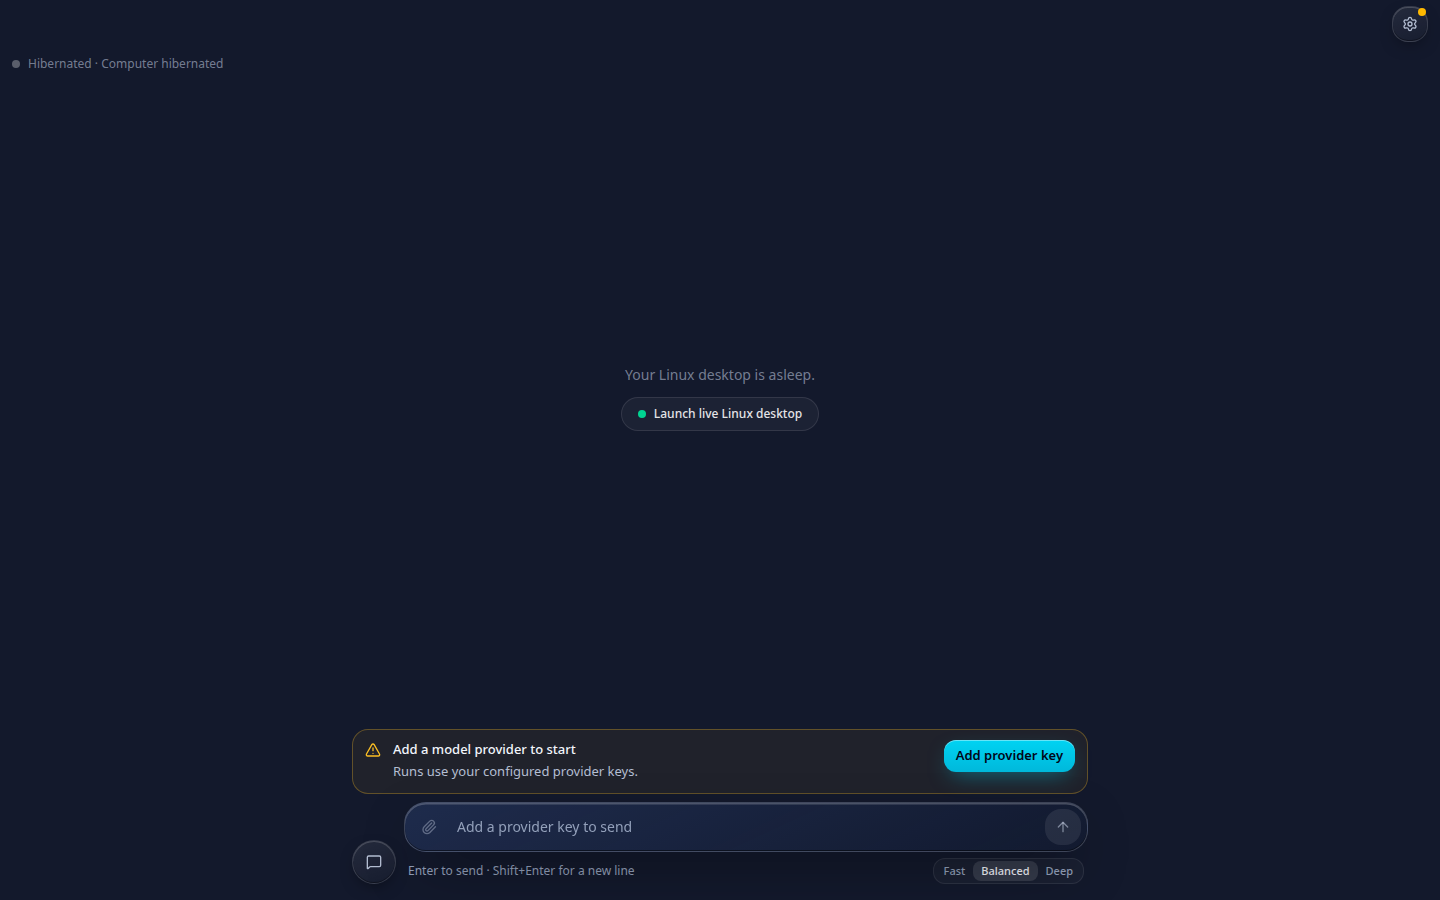 Hibernated · Computer hibernated
Your Linux desktop is asleep.
Launch live Linux desktop
Add a model provider to start
Runs use your configured provider keys.
Add provider key
Add a provider key to send
Enter to send · Shift+Enter for a new line
Fast Balanced Deep